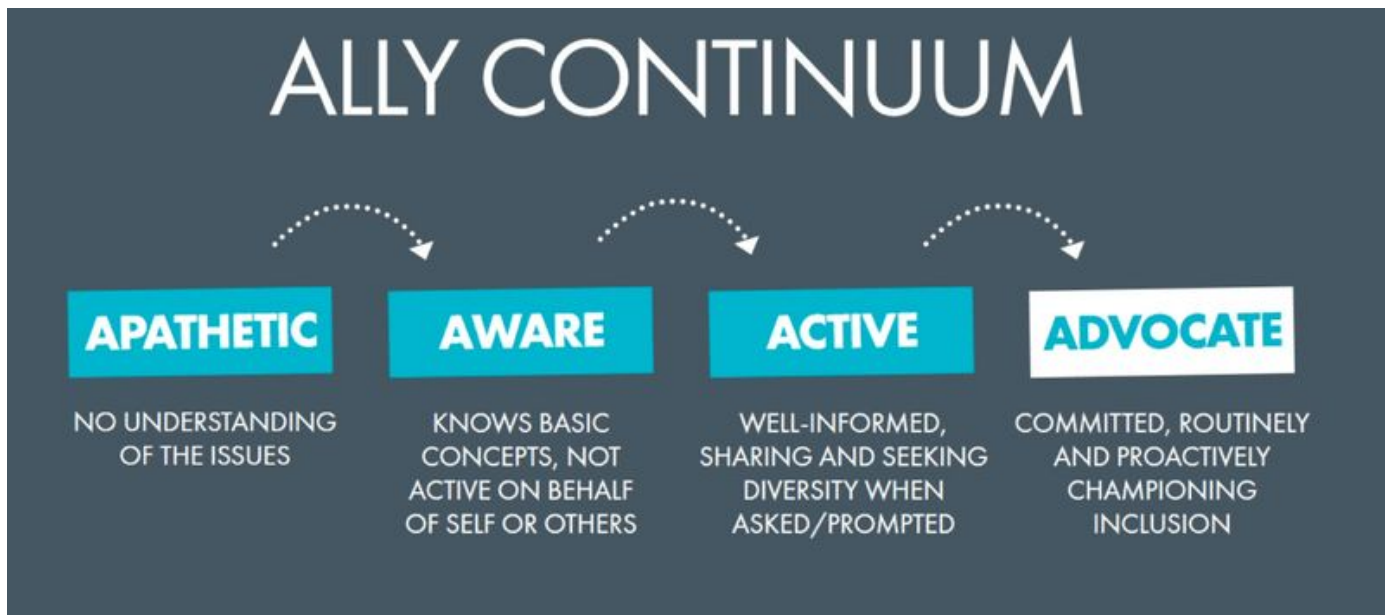 ALLY CONTINUUM
APATHETIC
NO UNDERSTANDING
OF THE ISSUES
AWARE
KNOWS BASIC
CONCEPTS, NOT
ACTIVE ON BEHALF
OF SELF OR OTHERS
ACTIVE
WELL-INFORMED,
SHARING AND SEEKING
DIVERSITY WHEN
ASKED/PROMPTED
ADVOCATE
COMMITTED, ROUTINELY
AND PROACTIVELY
CHAMPIONING
INCLUSION